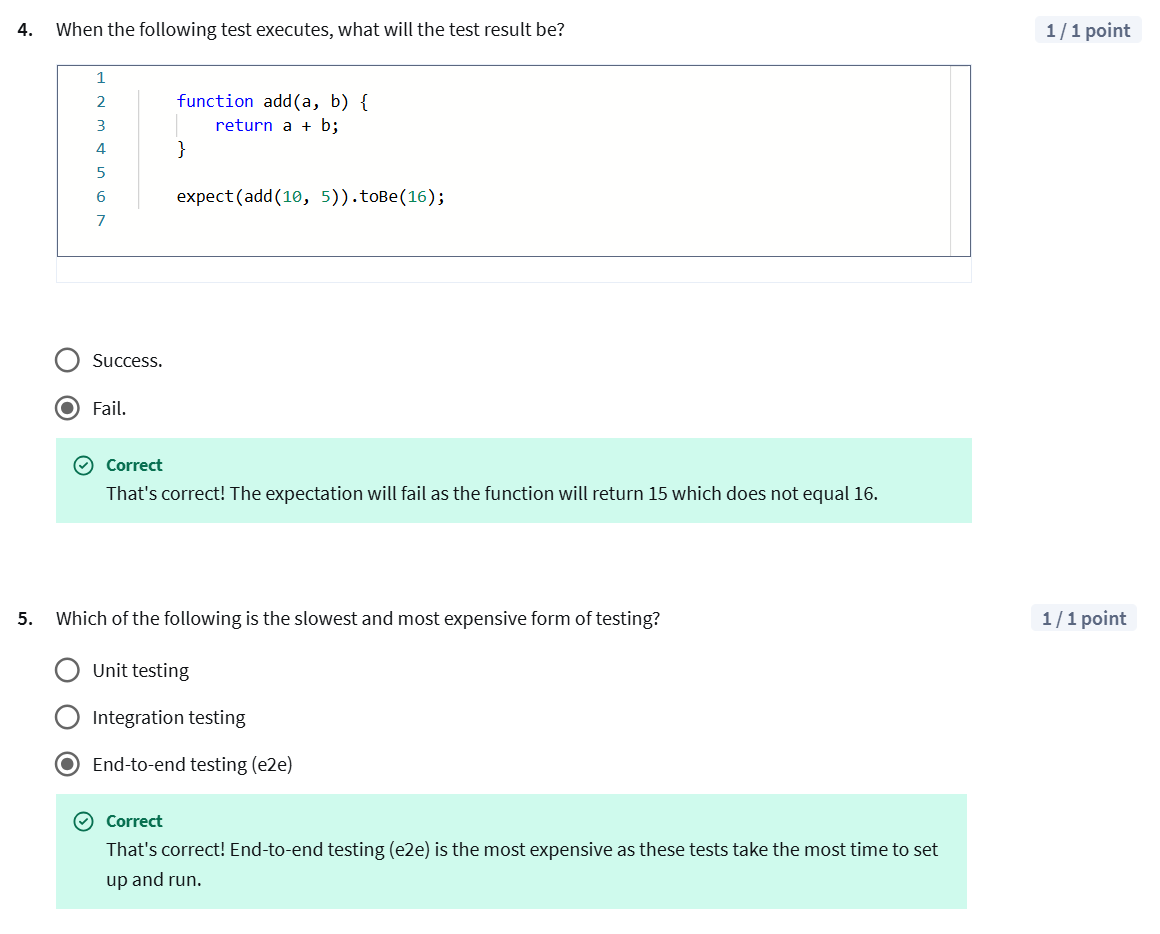 4. When the following test executes, what will the test result be?
1 / 1 point
1
2 function add(a, b) {
3 return a + b;
4 }
5
6 expect(add(10, 5)).toBe(16);
7
Success.
Fail.
Correct
That's correct! The expectation will fail as the function will return 15 which does not equal 16.
5. Which of the following is the slowest and most expensive form of testing?
1 / 1 point
Unit testing
Integration testing
End-to-end testing (e2e)
Correct
That's correct! End-to-end testing (e2e) is the most expensive as these tests take the most time to set
up and run.